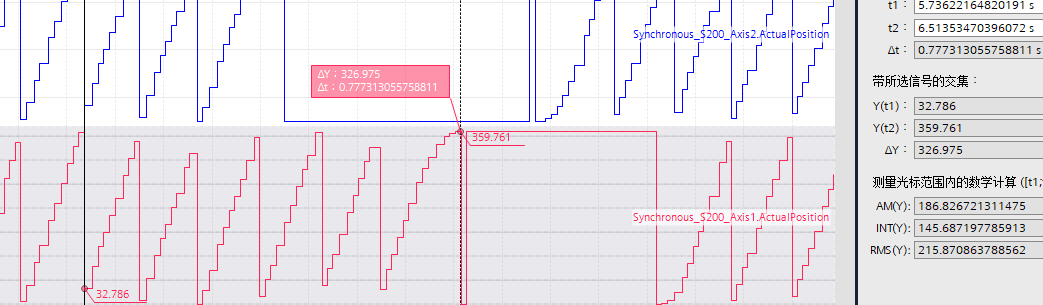 t1： 5.73622164820191 s
t2： 6.51353470396072 s
Δt： 0.777313055758811 s
Synchronous_S200_Axis2.ActualPosition
ΔY：326.975
Δt：0.777313055758811
带所选信号的交集：
Y(t1)： 32.786
Y(t2)： 359.761
ΔY： 326.975
359.761
测量光标范围内的数学计算 ([t1;
AM(Y): 186.826721311475
INT(Y): 145.687197785913
RMS(Y): 215.870863788562
Synchronous_S200_Axis1.ActualPosition
32.786